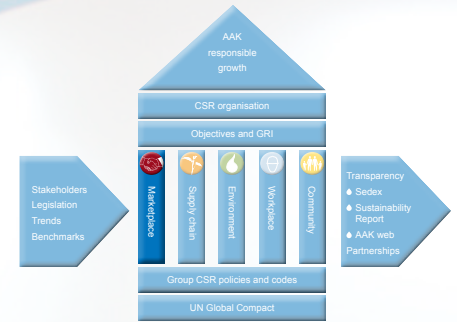 AAK
responsible
growth
CSR organisation
Objectives and GRI
Stakeholders
Legislation
Trends
Benchmarks
Marketplace
Supply chain
Environment
Workplace
Community
Transparency
Sedex
Sustainability
Report
AAK web
Partnerships
Group CSR policies and codes
UN Global Compact